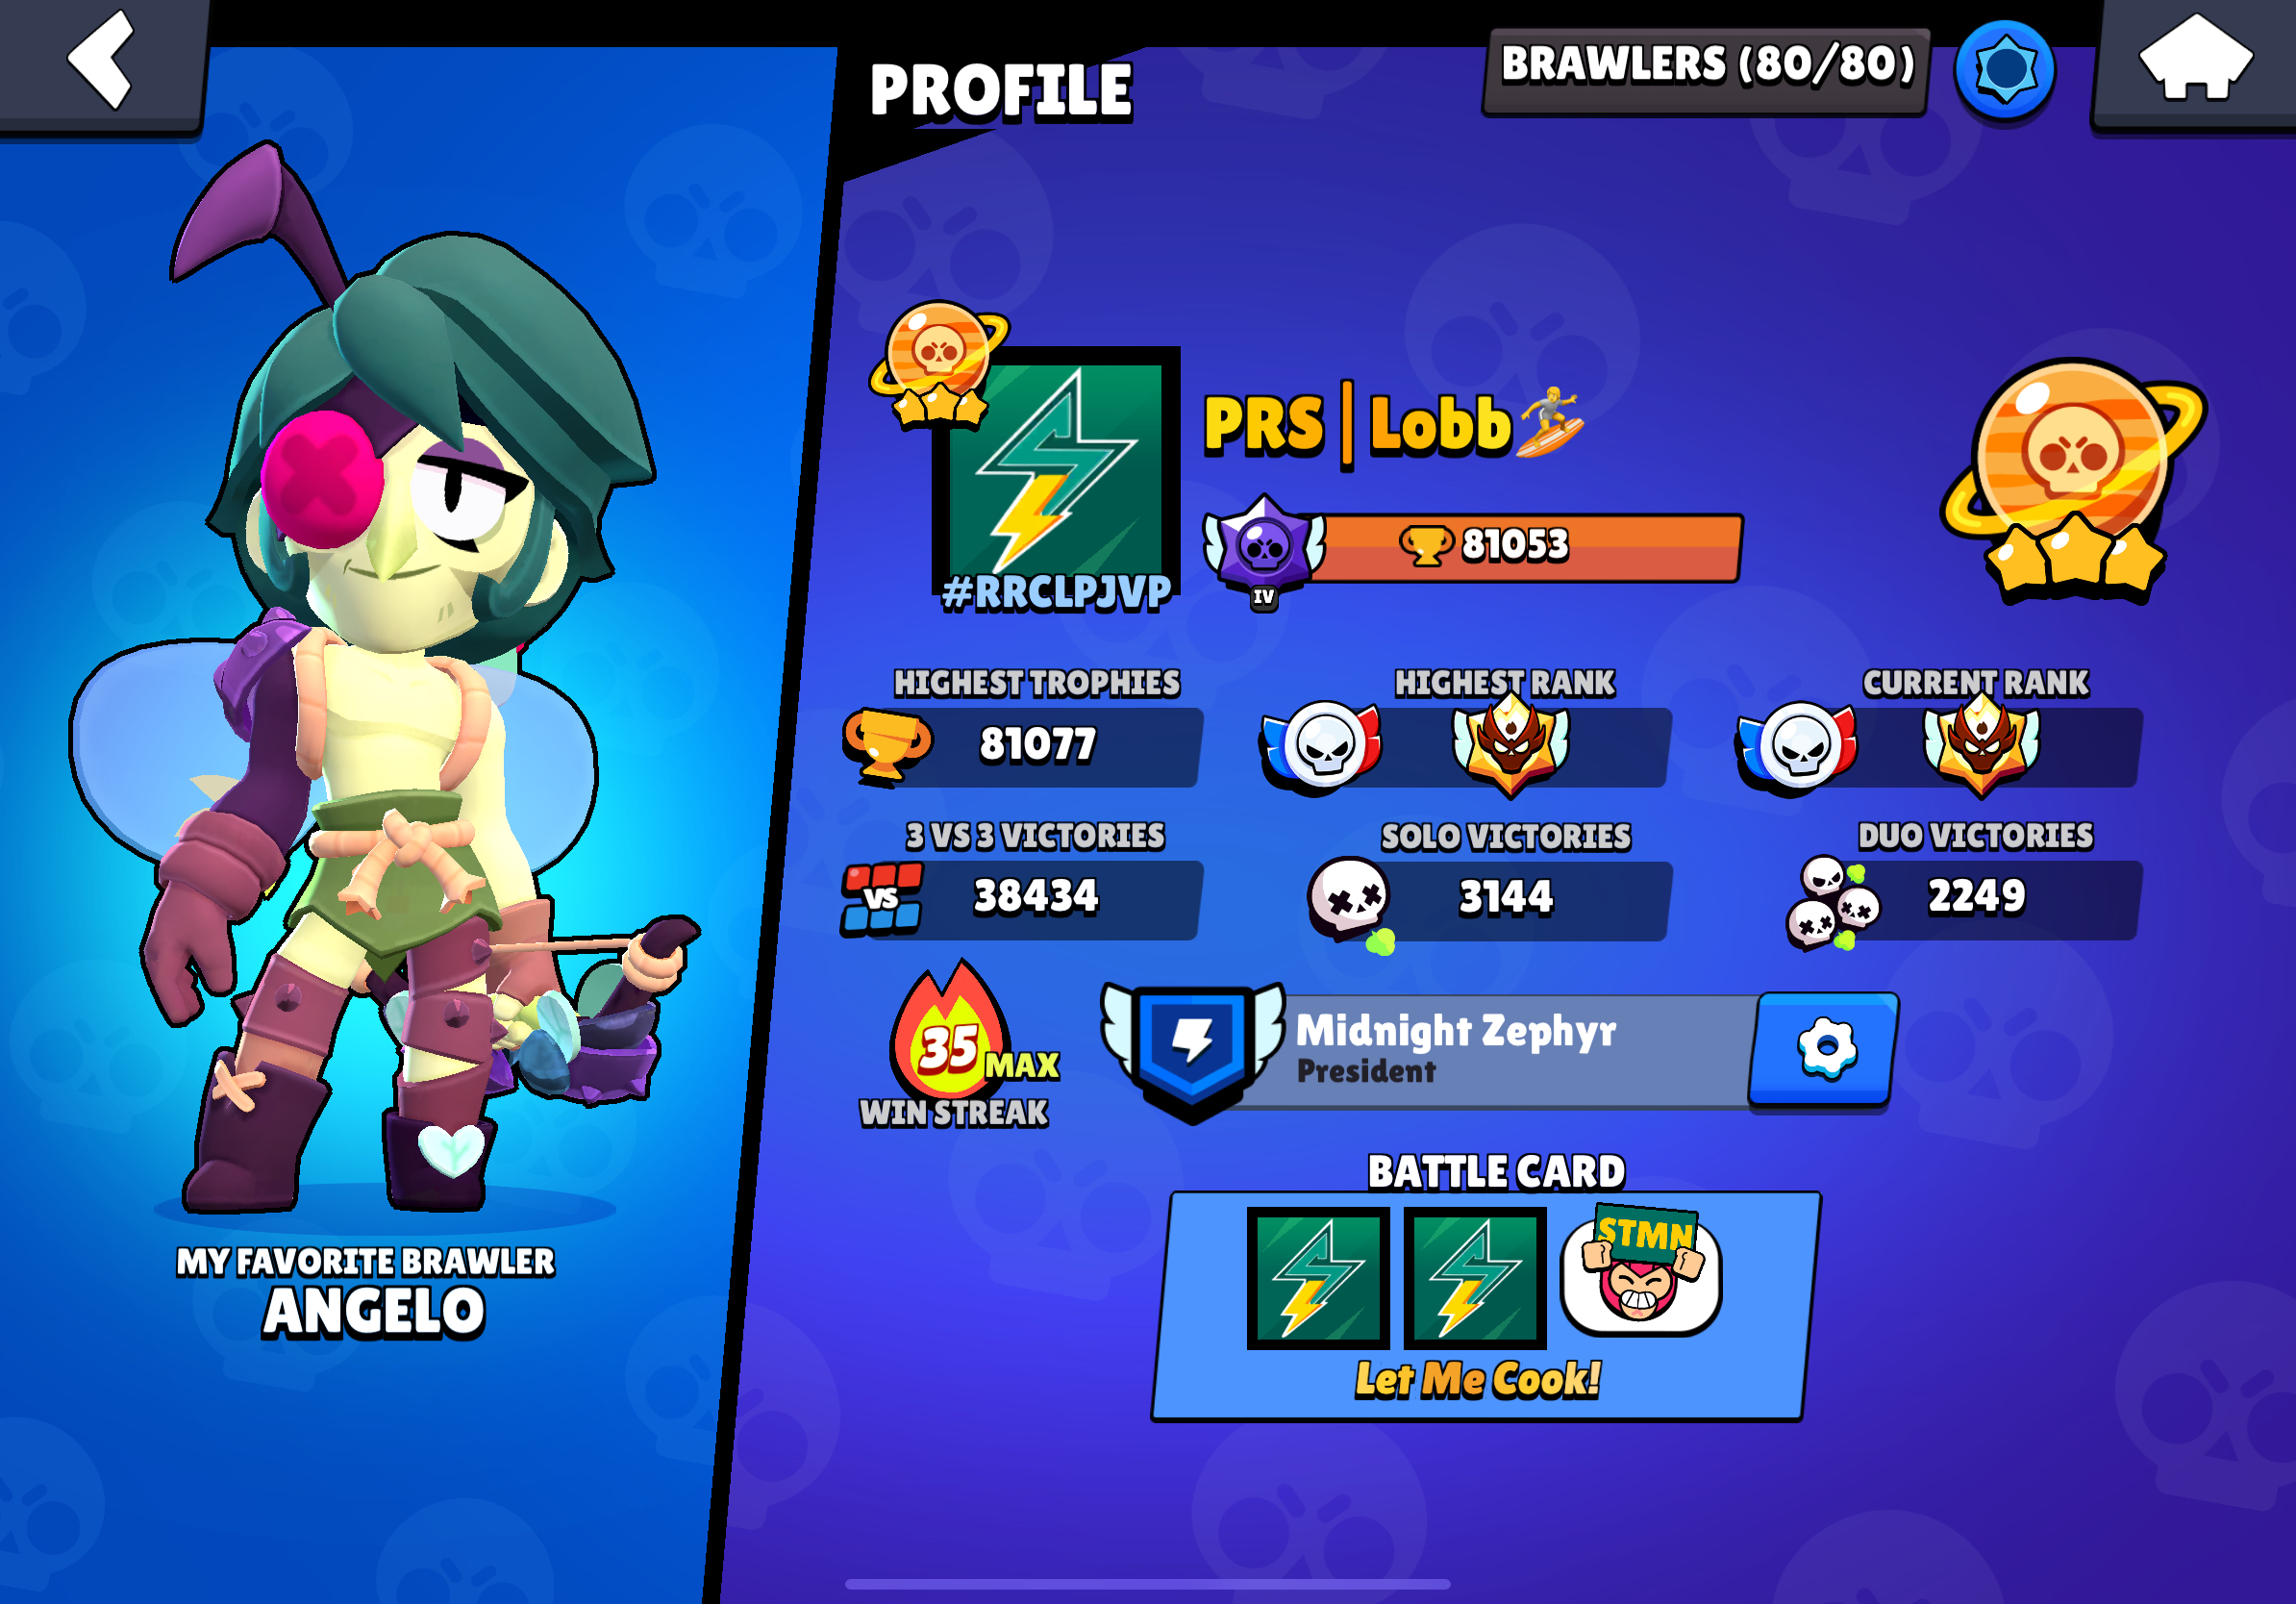 PROFILE
BRAWLERS (80/80)
PRS | Lobb🏄
#RRCLPJVP
81053
IV
HIGHEST TROPHIES
HIGHEST RANK
CURRENT RANK
81077
3 VS 3 VICTORIES
SOLO VICTORIES
DUO VICTORIES
VS
38434
3144
2249
35 MAX
WIN STREAK
Midnight Zephyr
President
BATTLE CARD
STMN
Let Me Cook!
MY FAVORITE BRAWLER
ANGELO